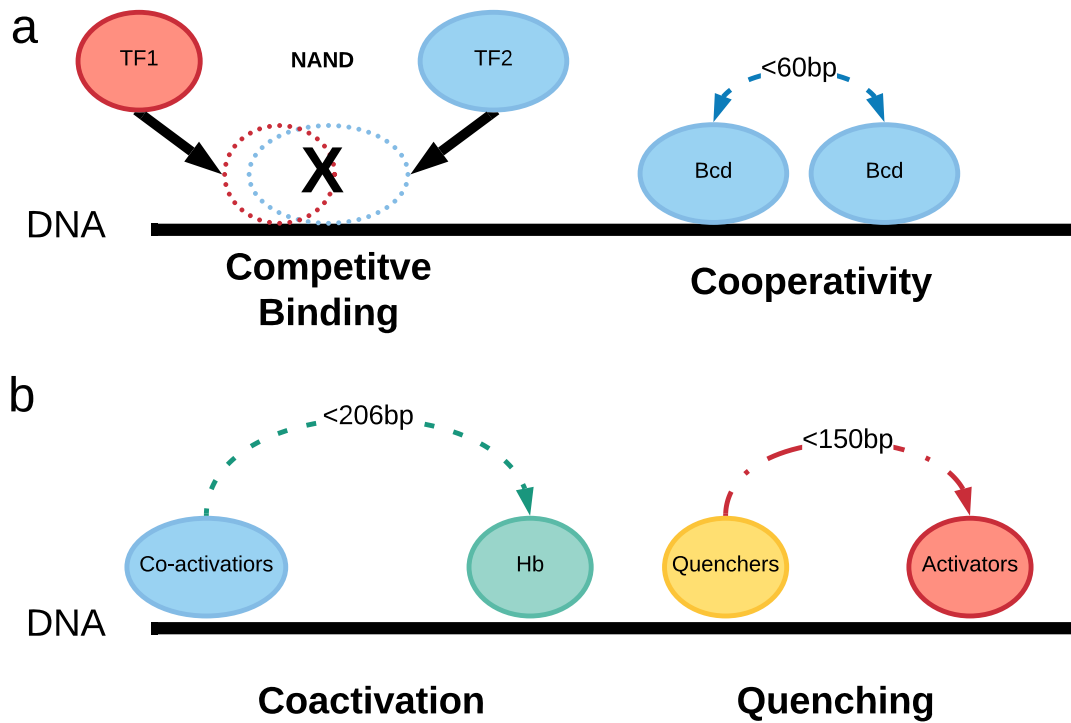 a
TF1
NAND
TF2
<60bp
Bcd
Bcd
DNA
Competitve
Binding
Cooperativity
b
<206bp
<150bp
Co-activatiors
Hb
Quenchers
Activators
DNA
Coactivation
Quenching
X